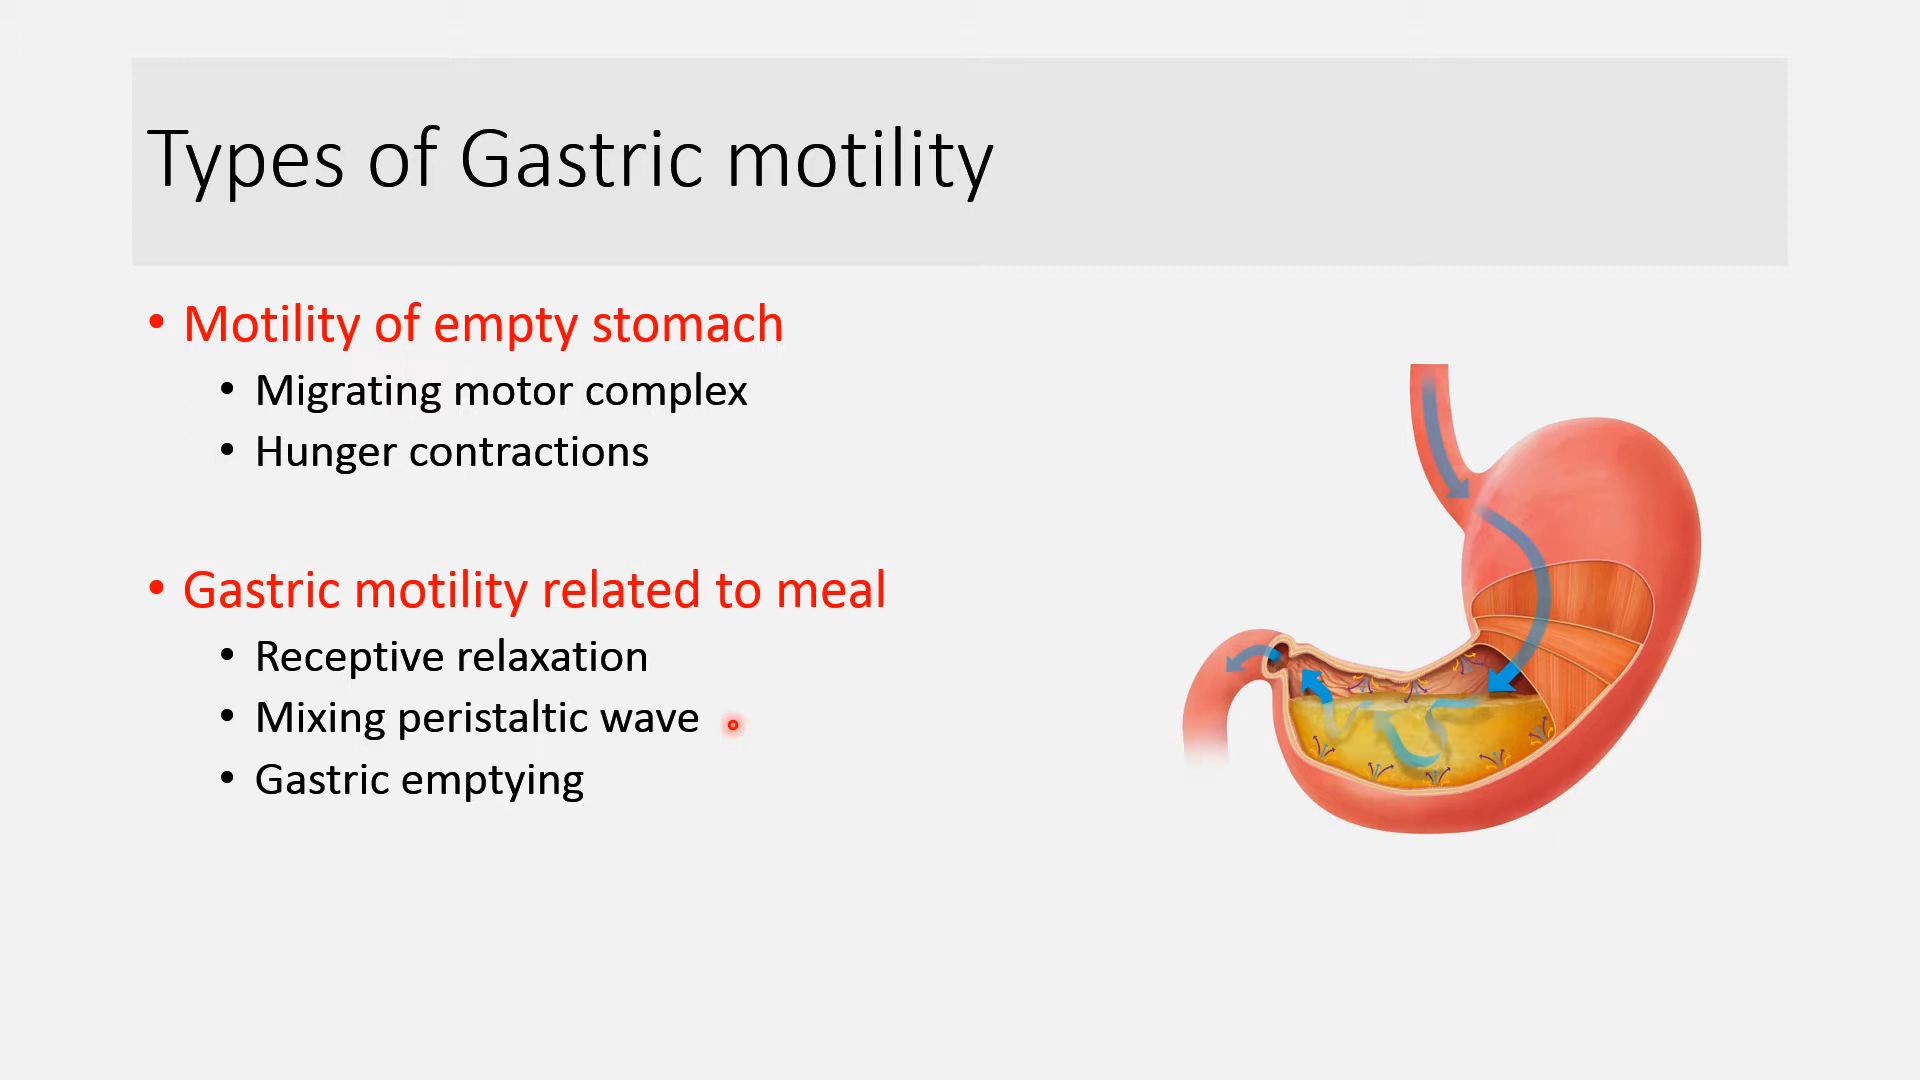 Types of Gastric motility
• Motility of empty stomach
• Migrating motor complex
• Hunger contractions
• Gastric motility related to meal
• Receptive relaxation
• Mixing peristaltic wave
• Gastric emptying